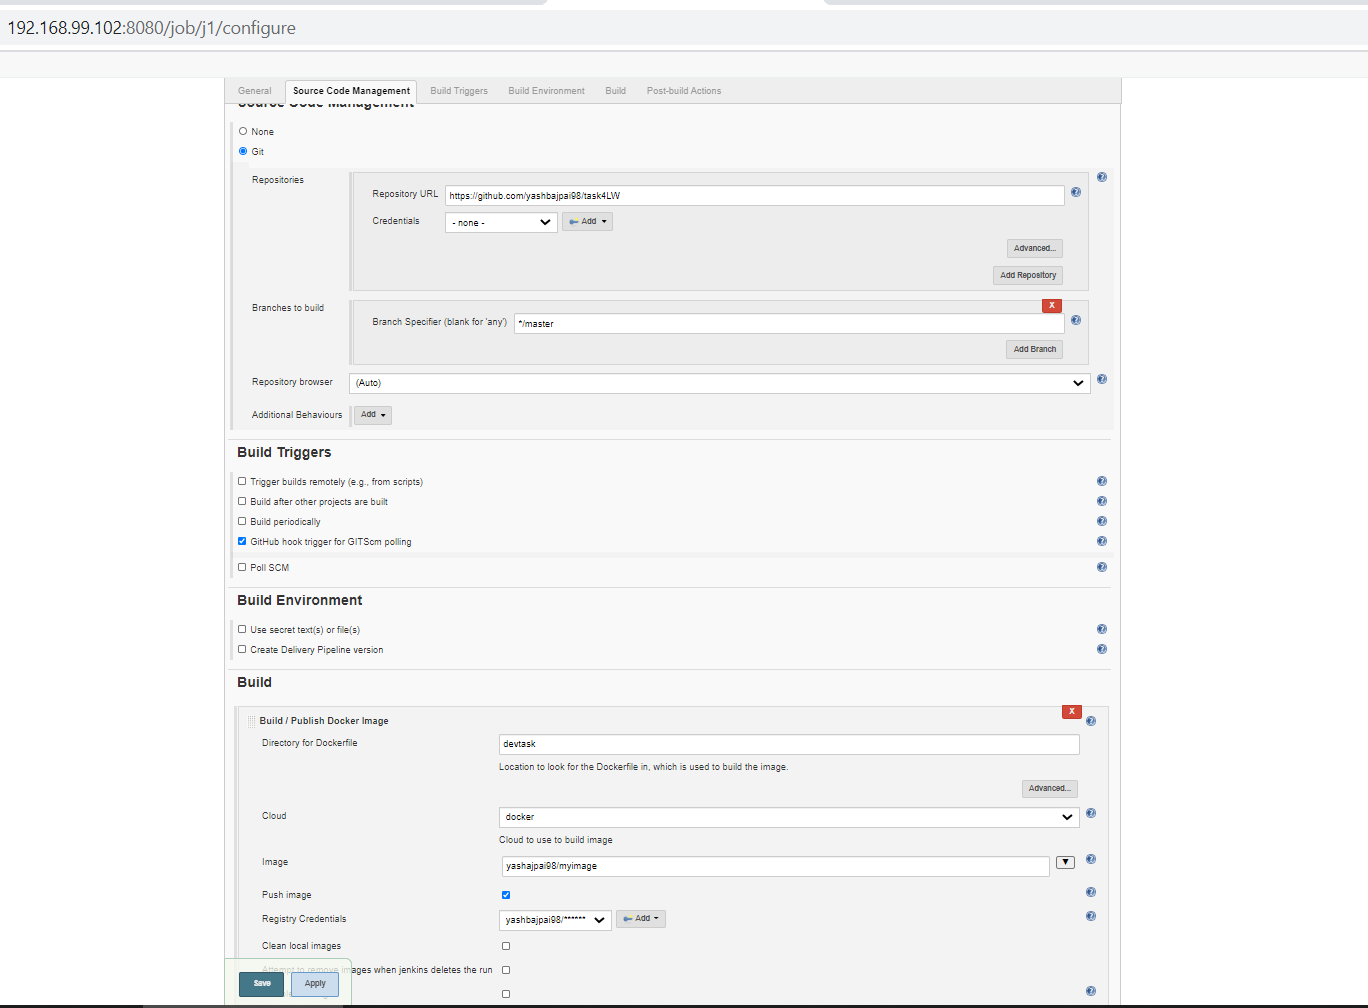 192.168.99.102:8080/job/j1/configure
General Source Code Management Build Triggers Build Environment Build Post-build Actions
Source Code Management
None
Git
Repositories
Repository URL https://github.com/yashbajpai98/task4LW
Credentials - none - Add
Advanced...
Add Repository
Branches to build
X
Branch Specifier (blank for 'any') */master
Add Branch
Repository browser (Auto)
Additional Behaviours Add
Build Triggers
Trigger builds remotely (e.g., from scripts)
Build after other projects are built
Build periodically
GitHub hook trigger for GITScm polling
Poll SCM
Build Environment
Use secret text(s) or file(s)
Create Delivery Pipeline version
Build
X
Build / Publish Docker Image
Directory for Dockerfile devtask
Location to look for the Dockerfile in, which is used to build the image.
Advanced...
Cloud docker
Cloud to use to build image
Image yashajpai98/myimage
Push image
Registry Credentials yashbajpai98/****** Add
Clean local images
Attempt to remove images when jenkins deletes the run
Save Apply